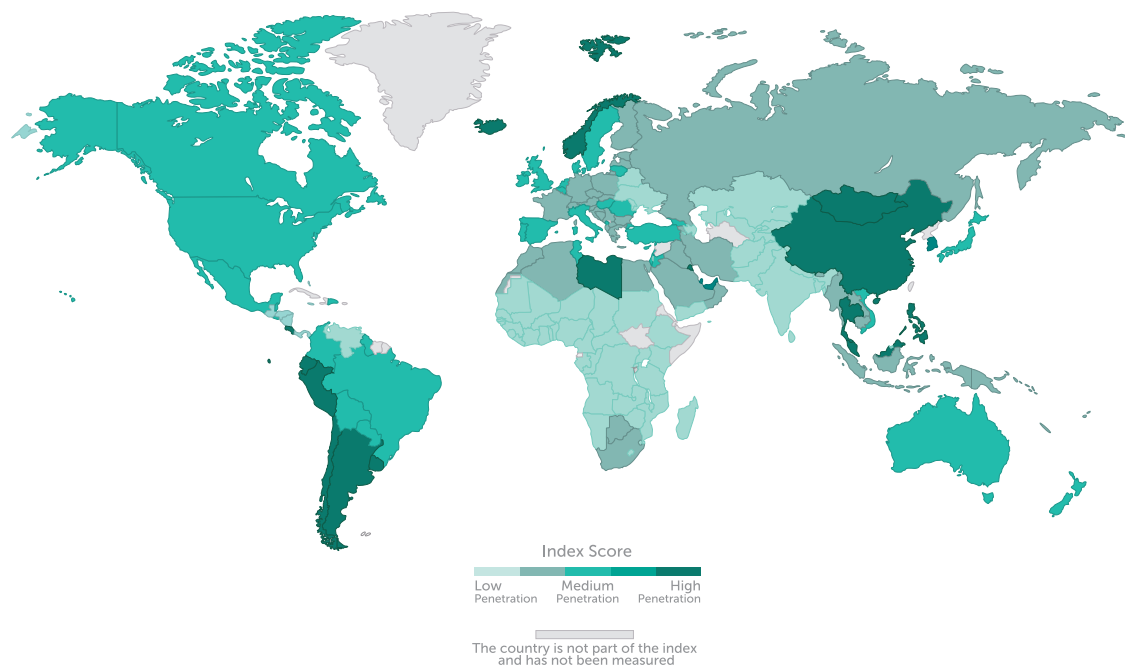 Index Score
Low Medium High
Penetration Penetration Penetration
The country is not part of the index
and has not been measured